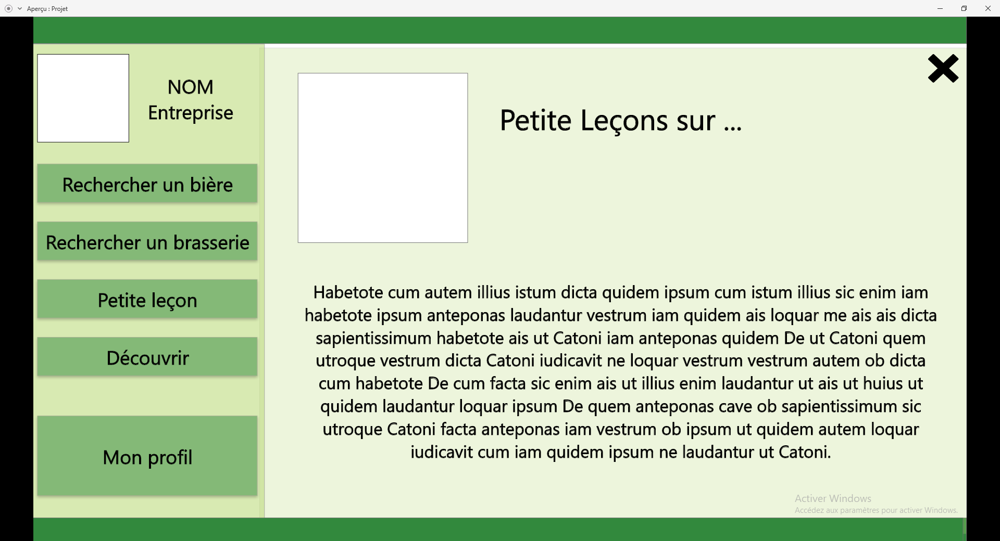 Aperçu : Projet
NOM
Entreprise
Rechercher un bière
Rechercher un brasserie
Petite leçon
Découvrir
Mon profil
Petite Leçons sur ...
Habetote cum autem illius istum dicta quidem ipsum cum istum illius sic enim iam
habetote ipsum anteponas laudantur vestrum iam quidem ais loquar me ais ais dicta
sapientissimum habetote ais ut Catoni iam anteponas quidem De ut Catoni quem
utroque vestrum dicta Catoni iudicavit ne loquar vestrum vestrum autem ob dicta
cum habetote De cum facta sic enim ais ut illius enim laudantur ut ais ut huius ut
quidem laudantur loquar ipsum De quem anteponas cave ob sapientissimum sic
utroque Catoni facta anteponas iam vestrum ob ipsum ut quidem autem loquar
iudicavit cum iam quidem ipsum ne laudantur ut Catoni.
Activer Windows
Accédez aux paramètres pour activer Windows.